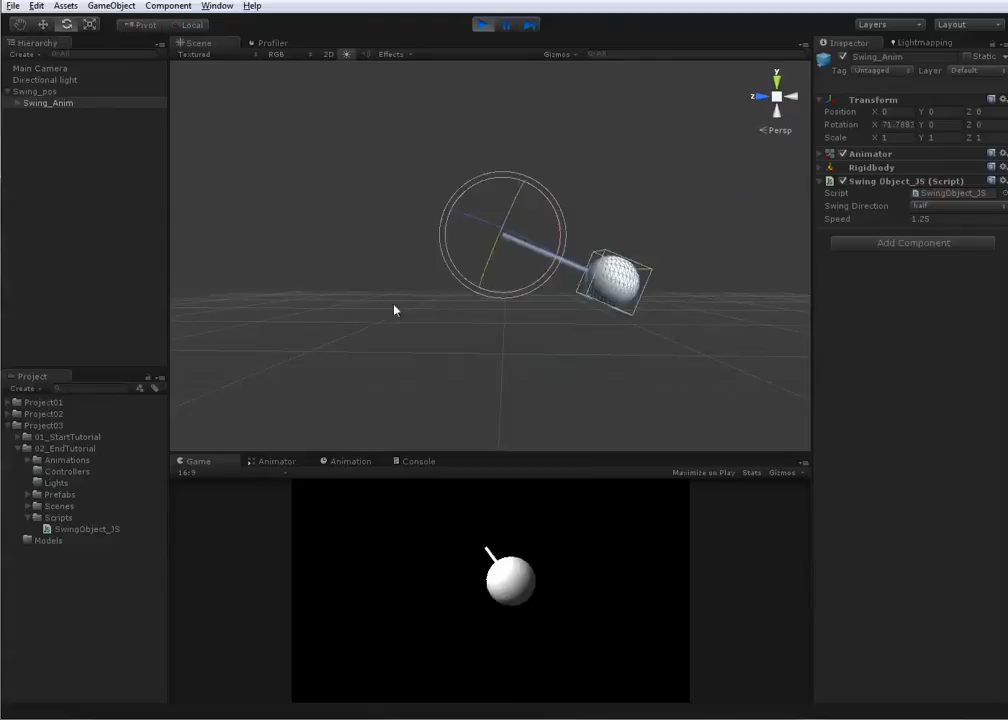 File Edit Assets GameObject Component Window Help
Pivot Local Layers Layout
Hierarchy
Create All
Main Camera
Directional light
Swing_pos
Swing_Anim
Scene Profiler
Textured RGB 2D Effects Gizmos All
y
z
Persp
Inspector Lightmapping
Swing_Anim Static
Tag Untagged Layer Default
Transform
Position X 0 Y 0 Z 0
Rotation X Y 0 Z 0
Scale X 1 Y 1 Z 1
Animator
Rigidbody
Swing Object_JS (Script)
Script SwingObject_JS
Swing Direction half
Speed 1.25
Add Component
Project
Create
Project01
Project02
Project03
01_StartTutorial
02_EndTutorial
Animations
Controllers
Lights
Prefabs
Scenes
Scripts
SwingObject_JS
Models
Game Animator Animation Console
16:9 Maximize on Play Stats Gizmos